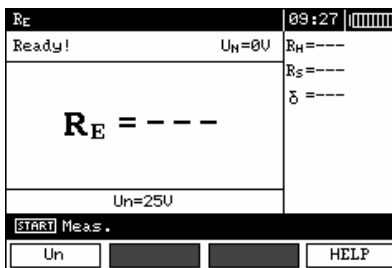 RE 09:27
Ready! UN=0V
RH=---
RS=---
δ =---
RE = ---
Un=25V
START Meas.
Un HELP